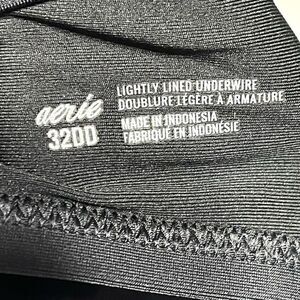 aerie
32DD
LIGHTLY LINED UNDERWIRE
DOUBLURE LÉGÈRE À ARMATURE
MADE IN INDONESIA
FABRIQUÉ EN INDONÉSIE